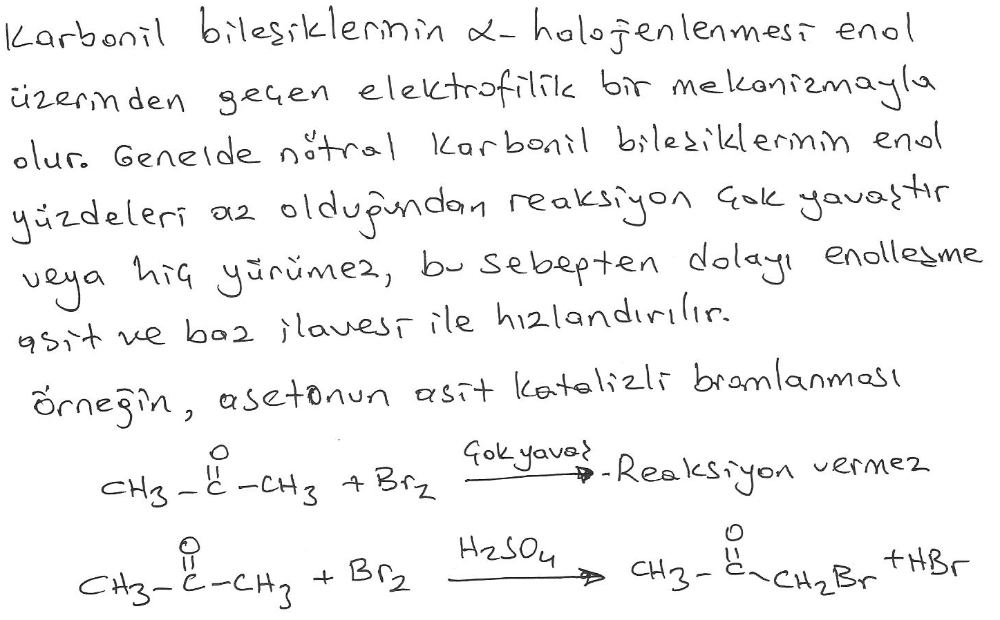 Karbonil bileşiklerinin α- halojenlenmesi enol
üzerinden geçen elektrofilik bir mekanizmayla
olur. Genelde nötral karbonil bileşiklerinin enol
yüzdeleri az olduğundan reaksiyon çok yavaştır
veya hiç yürümez, bu sebepten dolayı enolleşme
asit ve baz ilavesi ile hızlandırılır.
örneğin, asetonun asit katalizli bromlanması
CH3-C(=O)-CH3 + Br2 Çok yavaş → -Reaksiyon vermez
CH3-C(=O)-CH3 + Br2 H2SO4 → CH3-C(=O)-CH2Br + HBr